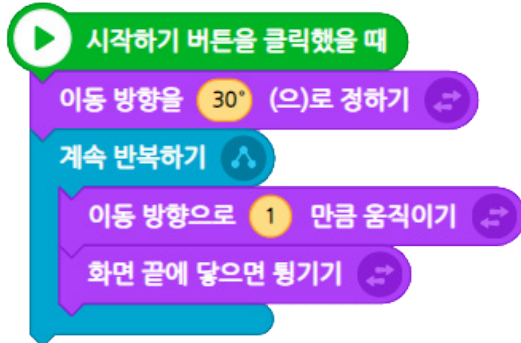 시작하기 버튼을 클릭했을 때
이동 방향을 30° (으)로 정하기
계속 반복하기
이동 방향으로 1 만큼 움직이기
화면 끝에 닿으면 튕기기